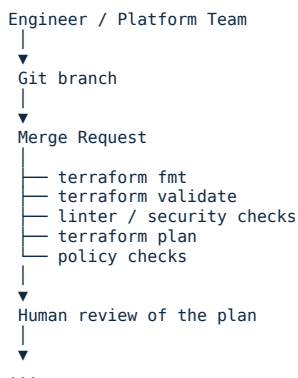 Engineer / Platform Team
│
▼
Git branch
│
▼
Merge Request
│
├── terraform fmt
├── terraform validate
├── linter / security checks
├── terraform plan
└── policy checks
│
▼
Human review of the plan
│
▼
...